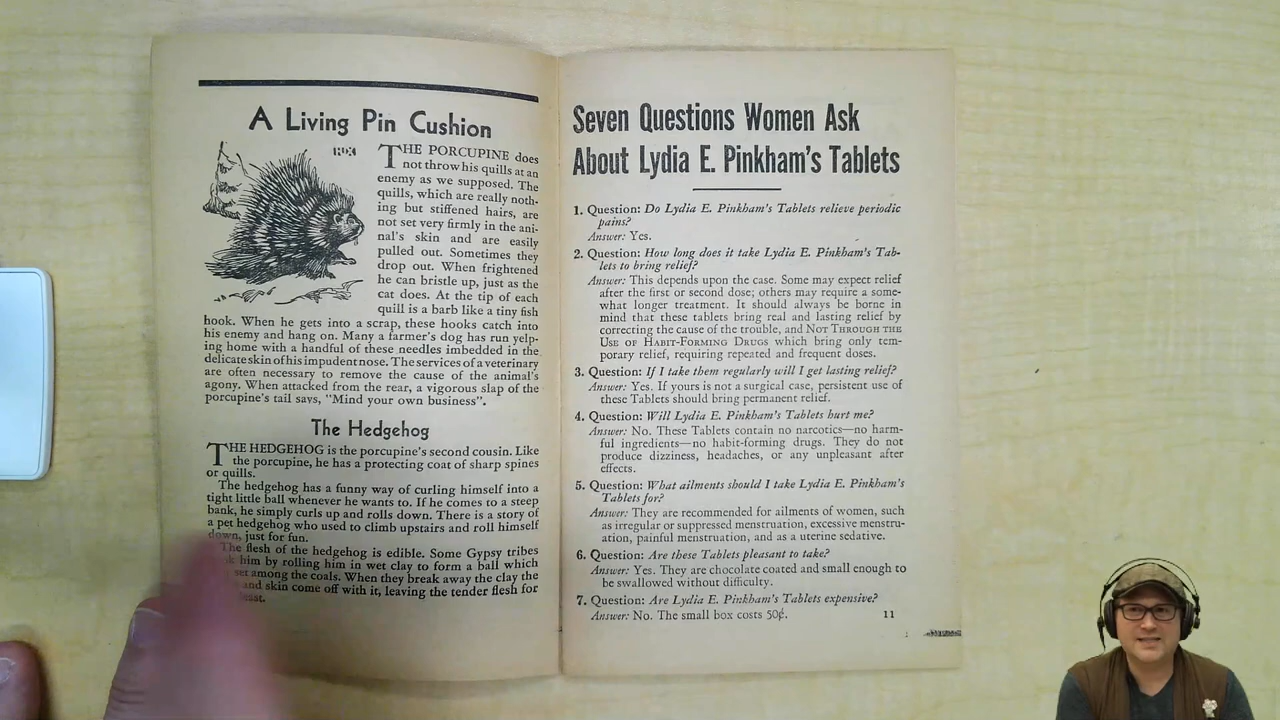 A Living Pin Cushion
THE PORCUPINE does
not throw his quills at an
enemy as we supposed. The
quills, which are really noth-
ing but stiffened hairs, are
not set very firmly in the ani-
mal's skin and are easily
pulled out. Sometimes they
drop out. When frightened
he can bristle up, just as the
cat does. At the tip of each
quill is a barb like a tiny fish
hook. When he gets into a scrap, these hooks catch into
his enemy and hang on. Many a farmer's dog has run yelp-
ing home with a handful of these needles imbedded in the
delicate skin of his impudent nose. The services of a veterinary
are often necessary to remove the cause of the animal's
agony. When attacked from the rear, a vigorous slap of the
porcupine's tail says, "Mind your own business".
The Hedgehog
THE HEDGEHOG is the porcupine's second cousin. Like
the porcupine, he has a protecting coat of sharp spines
or quills.
The hedgehog has a funny way of curling himself into a
tight little ball whenever he wants to. If he comes to a steep
bank, he simply curls up and rolls down. There is a story of
a pet hedgehog who used to climb upstairs and roll himself
down, just for fun.
The flesh of the hedgehog is edible. Some Gypsy tribes
him by rolling him in wet clay to form a ball which
set among the coals. When they break away the clay the
and skin come off with it, leaving the tender flesh for
Seven Questions Women Ask
About Lydia E. Pinkham's Tablets
1. Question: Do Lydia E. Pinkham's Tablets relieve periodic
pains?
Answer: Yes.
2. Question: How long does it take Lydia E. Pinkham's Tab-
lets to bring relief?
Answer: This depends upon the case. Some may expect relief
after the first or second dose; others may require a some-
what longer treatment. It should always be borne in
mind that these tablets bring real and lasting relief by
correcting the cause of the trouble, and NOT THROUGH THE
USE OF HABIT-FORMING DRUGS which bring only tem-
porary relief, requiring repeated and frequent doses.
3. Question: If I take them regularly will I get lasting relief?
Answer: Yes. If yours is not a surgical case, persistent use of
these Tablets should bring permanent relief.
4. Question: Will Lydia E. Pinkham's Tablets hurt me?
Answer: No. These Tablets contain no narcotics—no harm-
ful ingredients—no habit-forming drugs. They do not
produce dizziness, headaches, or any unpleasant after
effects.
5. Question: What ailments should I take Lydia E. Pinkham's
Tablets for?
Answer: They are recommended for ailments of women, such
as irregular or suppressed menstruation, excessive menstru-
ation, painful menstruation, and as a uterine sedative.
6. Question: Are these Tablets pleasant to take?
Answer: Yes. They are chocolate coated and small enough to
be swallowed without difficulty.
7. Question: Are Lydia E. Pinkham's Tablets expensive?
Answer: No. The small box costs 50¢.
11